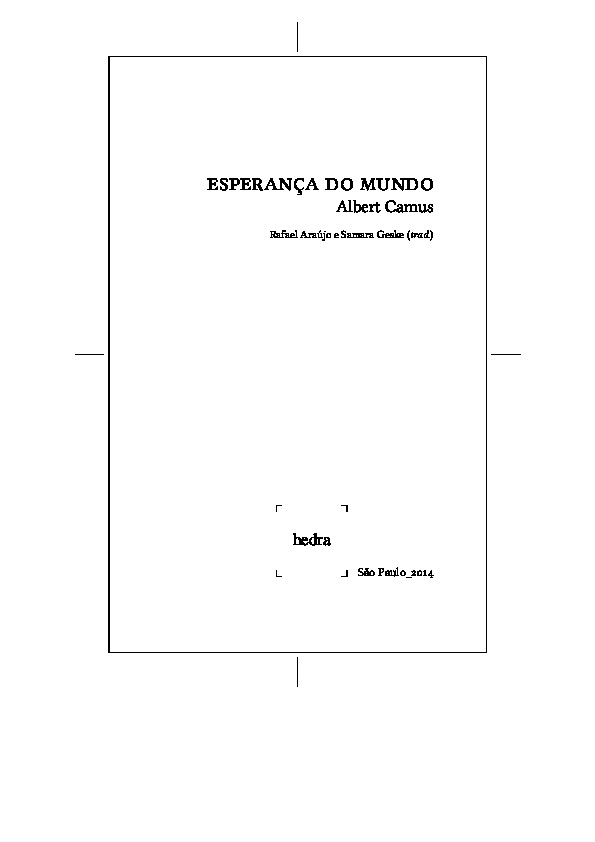 ESPERANÇA DO MUNDO
Albert Camus
Rafael Araújo e Samara Geske (trad)
hedra
São Paulo_2014